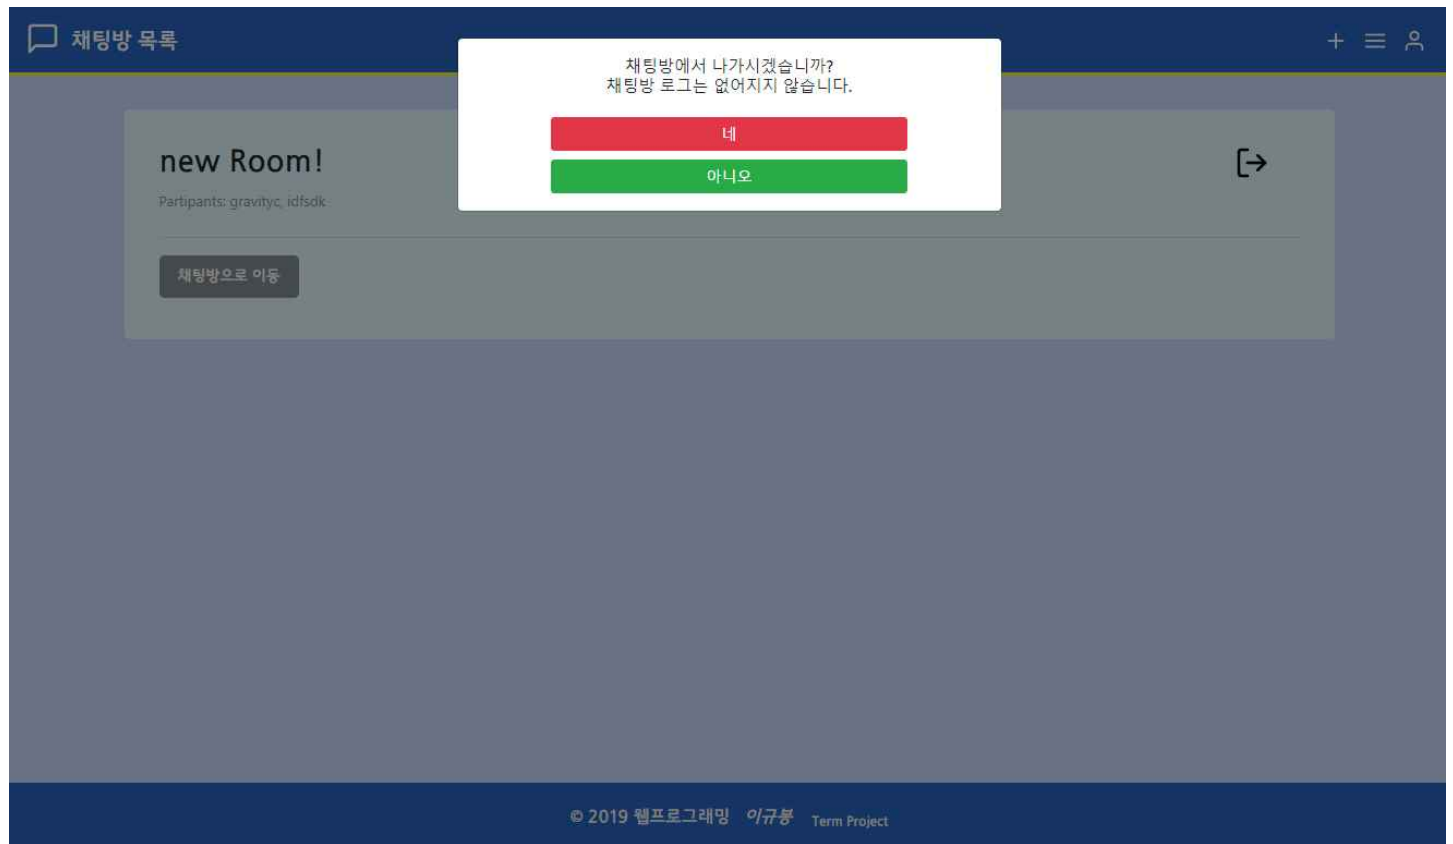 채팅방 목록
채팅방에서 나가시겠습니까?
채팅방 로그는 없어지지 않습니다.
네
아니오
new Room!
Partipants: gravityc, idfsdk
채팅방으로 이동
© 2019 웹프로그래밍 이규봉 Term Project